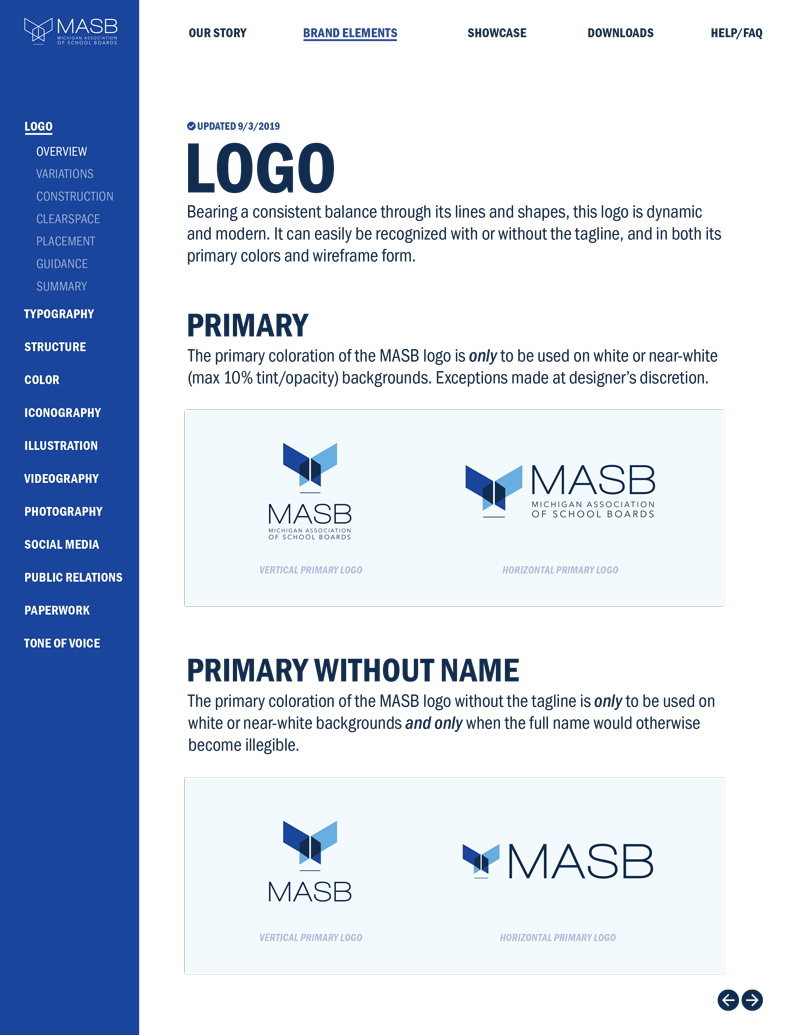 MASB
MICHIGAN ASSOCIATION
OF SCHOOL BOARDS
OUR STORY
BRAND ELEMENTS
SHOWCASE
DOWNLOADS
HELP/FAQ
LOGO
OVERVIEW
VARIATIONS
CONSTRUCTION
CLEARSPACE
PLACEMENT
GUIDANCE
SUMMARY
TYPOGRAPHY
STRUCTURE
COLOR
ICONOGRAPHY
ILLUSTRATION
VIDEOGRAPHY
PHOTOGRAPHY
SOCIAL MEDIA
PUBLIC RELATIONS
PAPERWORK
TONE OF VOICE
UPDATED 9/3/2019
LOGO
Bearing a consistent balance through its lines and shapes, this logo is dynamic
and modern. It can easily be recognized with or without the tagline, and in both its
primary colors and wireframe form.
PRIMARY
The primary coloration of the MASB logo is only to be used on white or near-white
(max 10% tint/opacity) backgrounds. Exceptions made at designer’s discretion.
MASB
MICHIGAN ASSOCIATION
OF SCHOOL BOARDS
VERTICAL PRIMARY LOGO
MASB
MICHIGAN ASSOCIATION
OF SCHOOL BOARDS
HORIZONTAL PRIMARY LOGO
PRIMARY WITHOUT NAME
The primary coloration of the MASB logo without the tagline is only to be used on
white or near-white backgrounds and only when the full name would otherwise
become illegible.
MASB
VERTICAL PRIMARY LOGO
MASB
HORIZONTAL PRIMARY LOGO